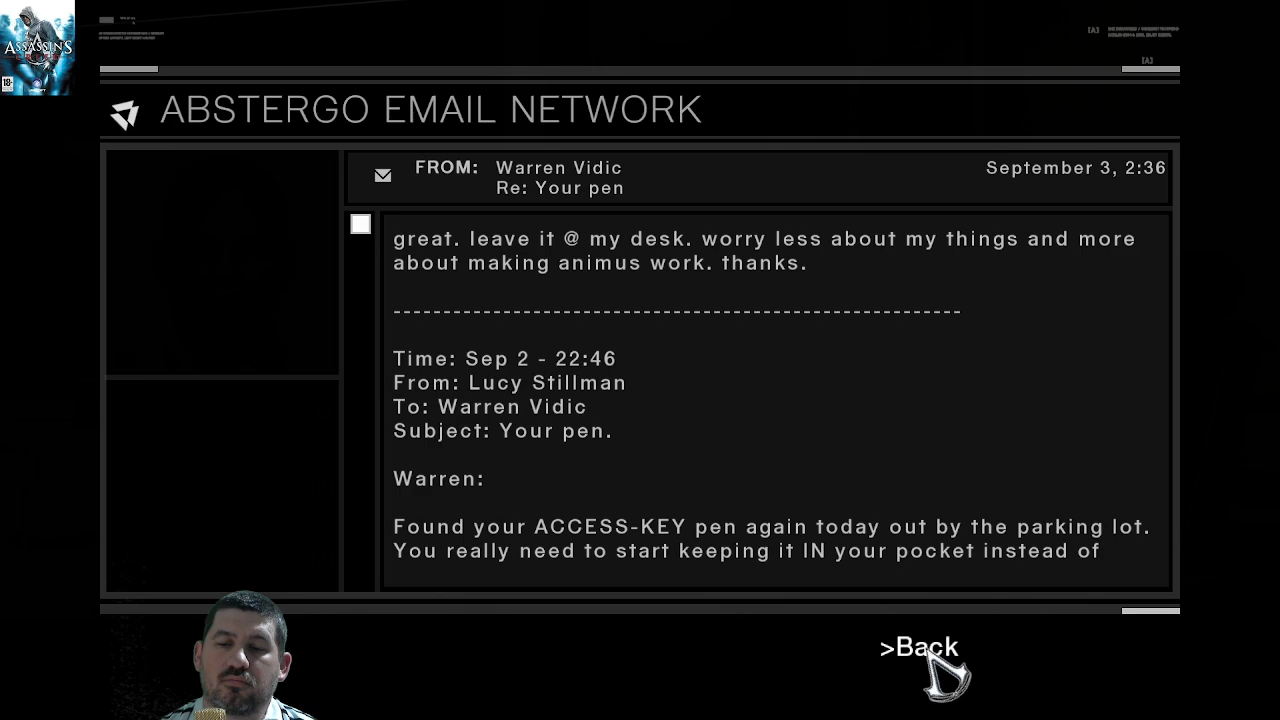 ASSASSIN'S
18
[A]
[A]
ABSTERGO EMAIL NETWORK
FROM: Warren Vidic
September 3, 2:36
Re: Your pen
great. leave it @ my desk. worry less about my things and more
about making animus work. thanks.
---------------------------------------------------------
Time: Sep 2 - 22:46
From: Lucy Stillman
To: Warren Vidic
Subject: Your pen.
Warren:
Found your ACCESS-KEY pen again today out by the parking lot.
You really need to start keeping it IN your pocket instead of
>Back